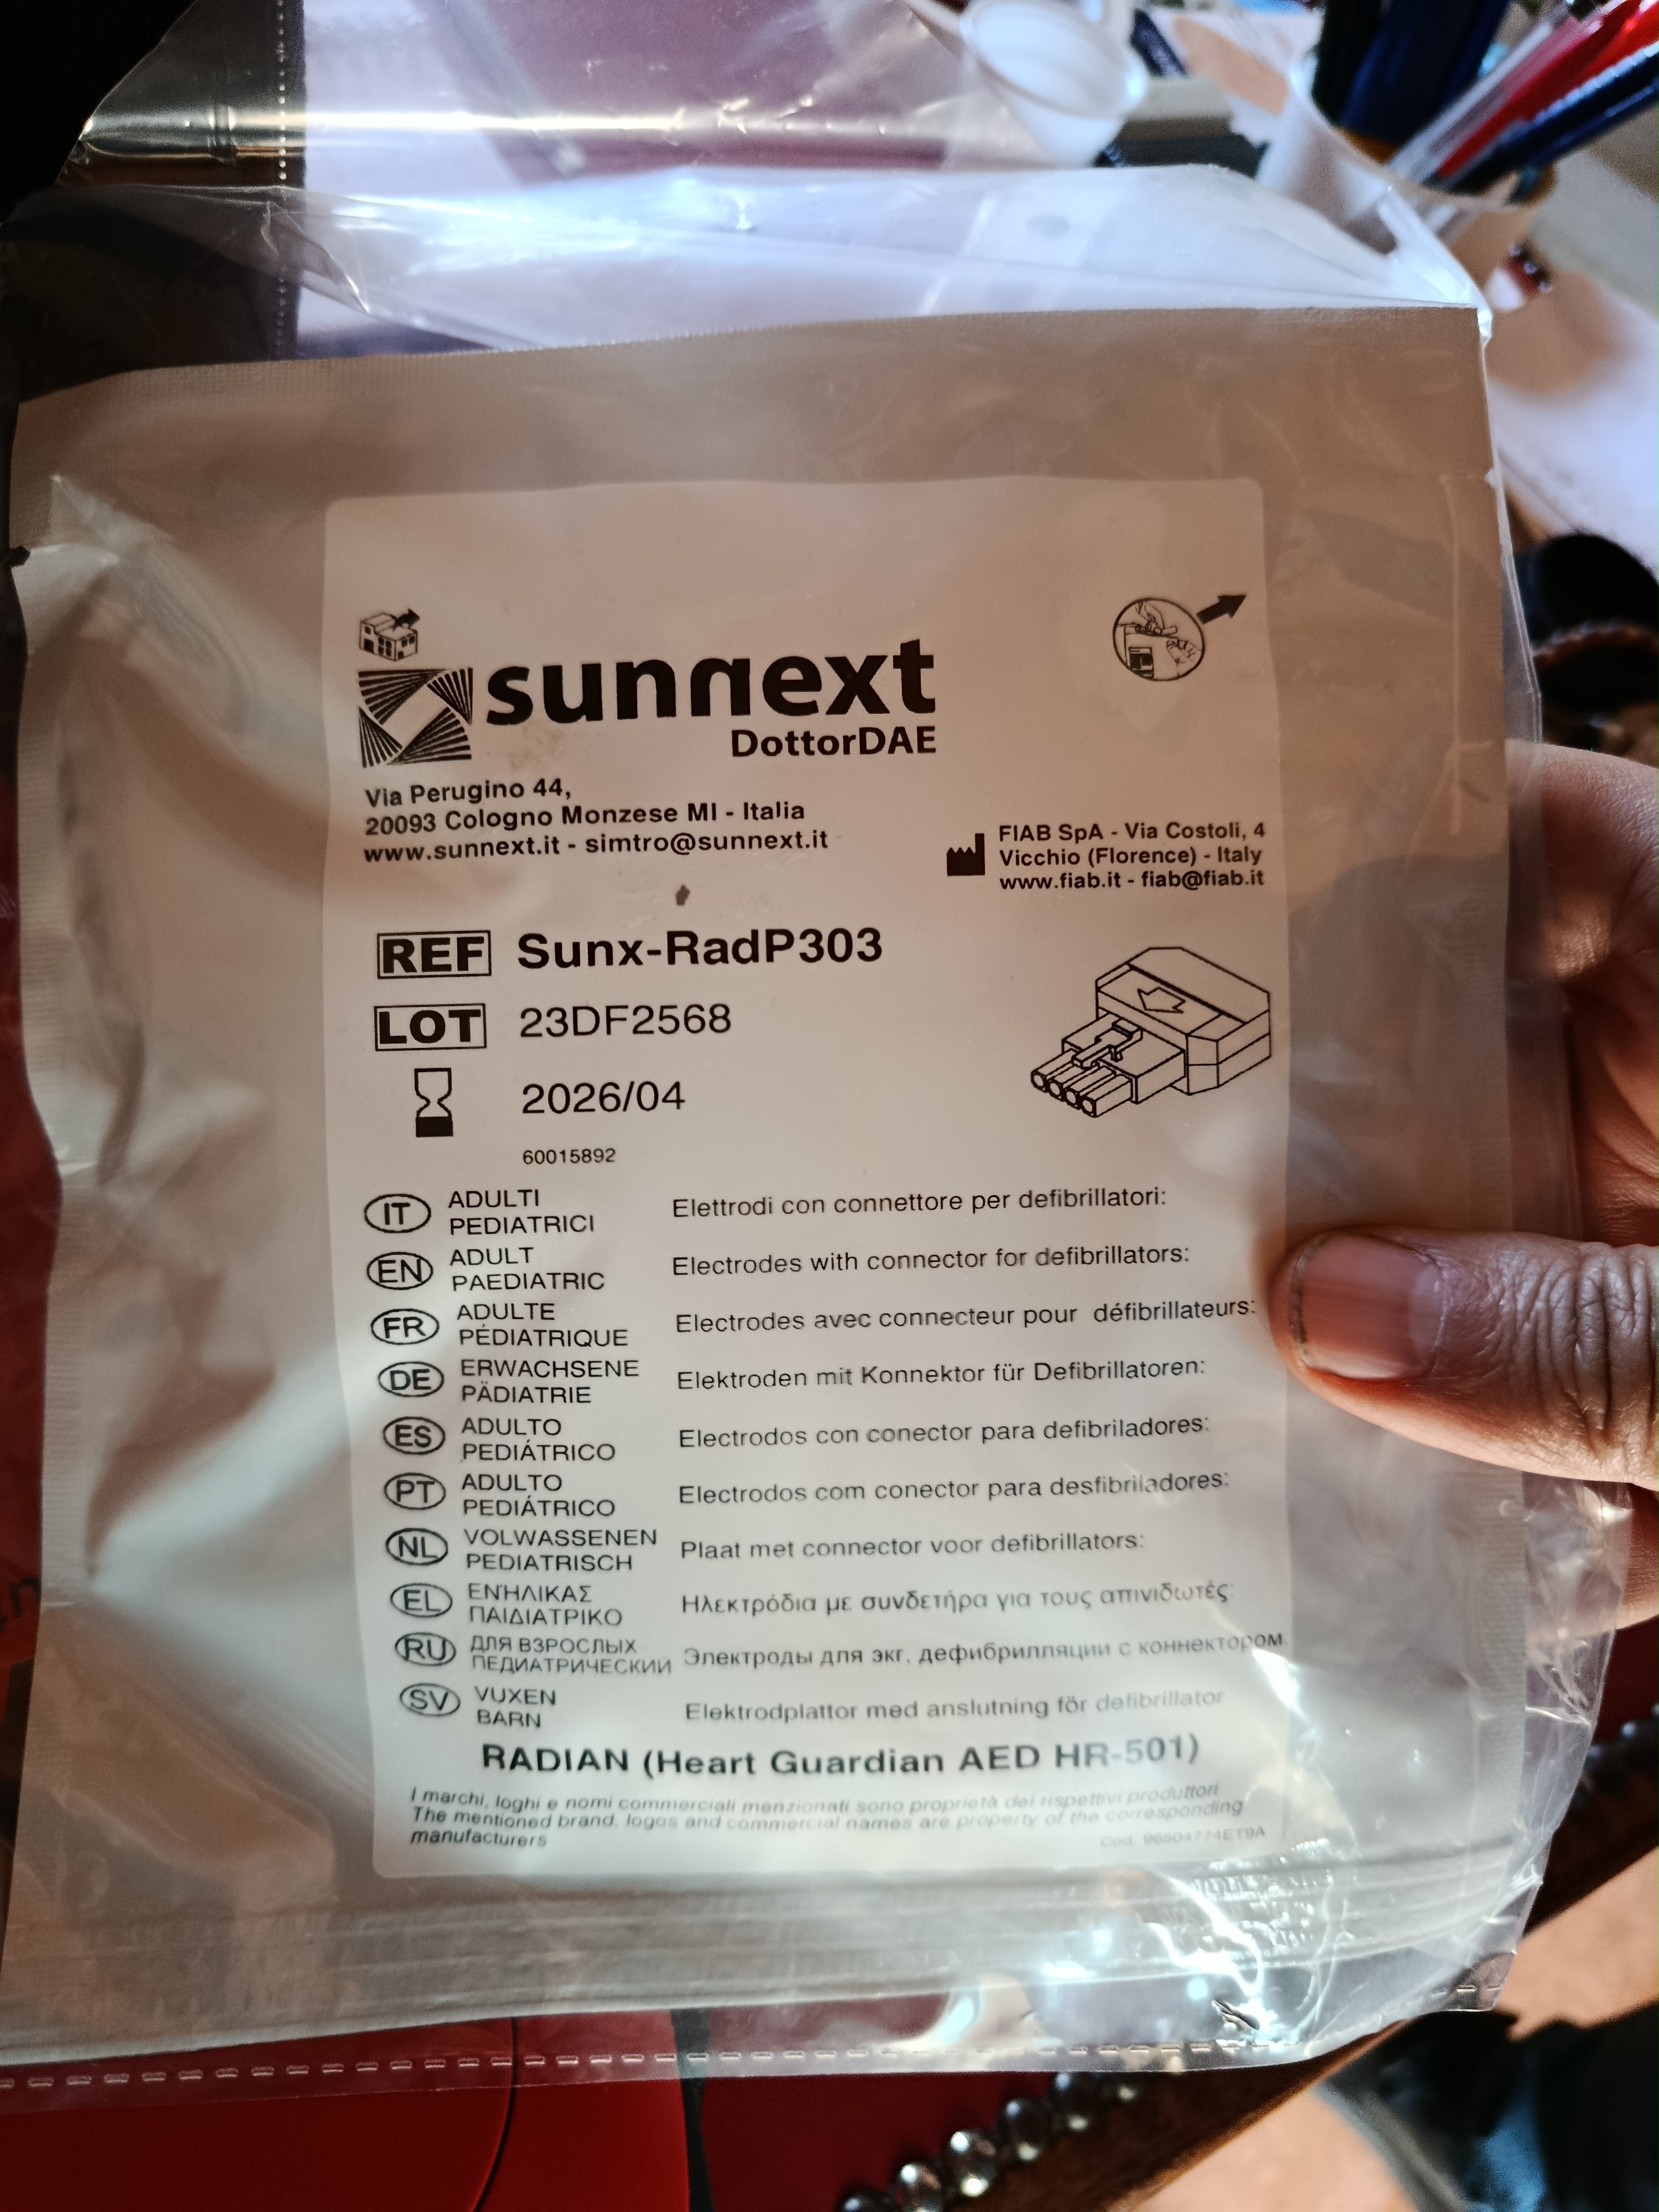 sunnext
DottorDAE
Via Perugino 44,
20093 Cologno Monzese MI - Italia
www.sunnext.it - simtro@sunnext.it
FIAB SpA - Via Costoli, 4
Vicchio (Florence) - Italy
www.fiab.it - fiab@fiab.it
REF Sunx-RadP303
LOT 23DF2568
2026/04
60015892
IT ADULTI PEDIATRICI Elettrodi con connettore per defibrillatori:
EN ADULT PAEDIATRIC Electrodes with connector for defibrillators:
FR ADULTE PÉDIATRIQUE Electrodes avec connecteur pour défibrillateurs:
DE ERWACHSENE PÄDIATRIE Elektroden mit Konnektor für Defibrillatoren:
ES ADULTO PEDIÁTRICO Electrodos con conector para defibriladores:
PT ADULTO PEDIÁTRICO Electrodos com conector para desfibriladores:
NL VOLWASSENEN PEDIATRISCH Plaat met connector voor defibrillators:
EL ΕΝΉΛΙΚΑΣ ΠΑΙΔΙΑΤΡΙΚΟ Ηλεκτρόδια με συνδετήρα για τους απινιδωτές:
RU ДЛЯ ВЗРОСЛЫХ ПЕДИАТРИЧЕСКИЙ Электроды для экг, дефибрилляции с коннектором:
SV VUXEN BARN Elektrodplattor med anslutning för defibrillator
RADIAN (Heart Guardian AED HR-501)
I marchi, loghi e nomi commerciali menzionati sono proprietà dei rispettivi produttori
The mentioned brand, logos and commercial names are property of the corresponding
manufacturers
Cod. 96504774ET9A